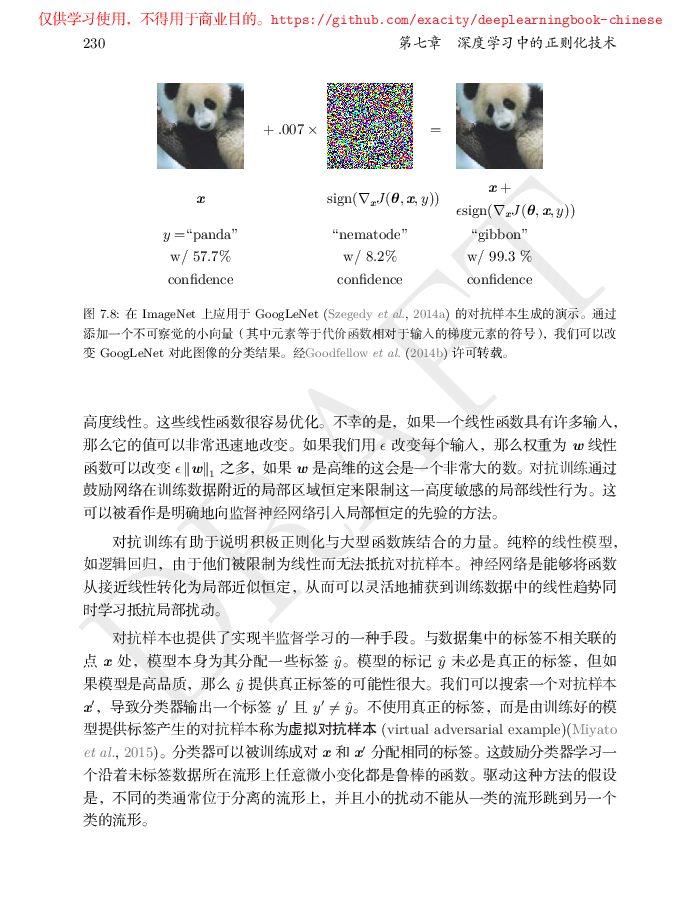 仅供学习使用，不得用于商业目的。https://github.com/exacity/deeplearningbook-chinese
230 第七章 深度学习中的正则化技术
+ .007 × =
x sign(∇xJ(θ, x, y)) x +
ϵsign(∇xJ(θ, x, y))
y =“panda” “nematode” “gibbon”
w/ 57.7% w/ 8.2% w/ 99.3 %
confidence confidence confidence
图 7.8: 在 ImageNet 上应用于 GoogLeNet (Szegedy et al., 2014a) 的对抗样本生成的演示。通过
添加一个不可察觉的小向量（其中元素等于代价函数相对于输入的梯度元素的符号），我们可以改
变 GoogLeNet 对此图像的分类结果。经Goodfellow et al. (2014b) 许可转载。
高度线性。这些线性函数很容易优化。不幸的是，如果一个线性函数具有许多输入，
那么它的值可以非常迅速地改变。如果我们用 ϵ 改变每个输入，那么权重为 w 线性
函数可以改变 ϵ ∥w∥₁ 之多，如果 w 是高维的这会是一个非常大的数。对抗训练通过
鼓励网络在训练数据附近的局部区域恒定来限制这一高度敏感的局部线性行为。这
可以被看作是明确地向监督神经网络引入局部恒定的先验的方法。
对抗训练有助于说明积极正则化与大型函数族结合的力量。纯粹的线性模型，
如逻辑回归，由于他们被限制为线性而无法抵抗对抗样本。神经网络是能够将函数
从接近线性转化为局部近似恒定，从而可以灵活地捕获到训练数据中的线性趋势同
时学习抵抗局部扰动。
对抗样本也提供了实现半监督学习的一种手段。与数据集中的标签不相关联的
点 x 处，模型本身为其分配一些标签 ŷ。模型的标记 ŷ 未必是真正的标签，但如
果模型是高品质，那么 ŷ 提供真正标签的可能性很大。我们可以搜索一个对抗样本
x′，导致分类器输出一个标签 y′ 且 y′ ≠ ŷ。不使用真正的标签，而是由训练好的模
型提供标签产生的对抗样本称为虚拟对抗样本 (virtual adversarial example)(Miyato
et al., 2015)。分类器可以被训练成对 x 和 x′ 分配相同的标签。这鼓励分类器学习一
个沿着未标签数据所在流形上任意微小变化都是鲁棒的函数。驱动这种方法的假设
是，不同的类通常位于分离的流形上，并且小的扰动不能从一类的流形跳到另一个
类的流形。
DRAFT